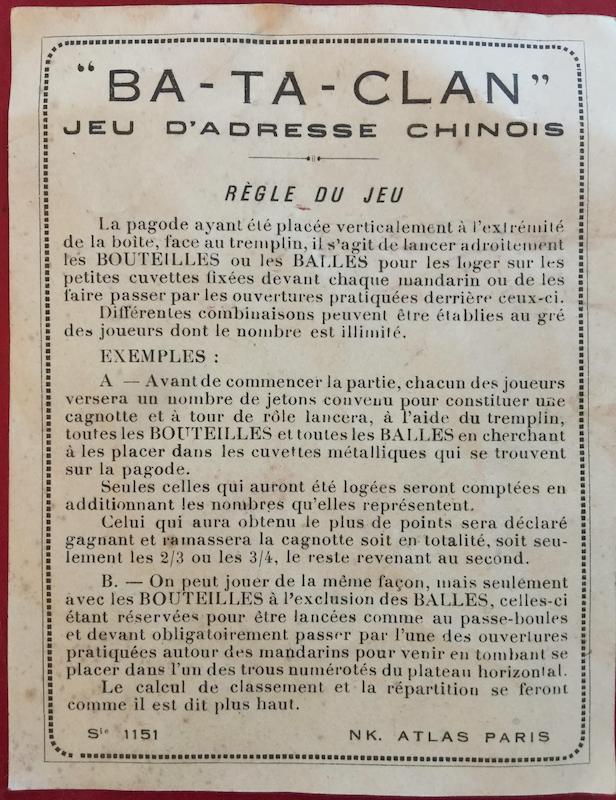 "BA-TA-CLAN"
JEU D'ADRESSE CHINOIS
RÈGLE DU JEU
La pagode ayant été placée verticalement à l'extrémité
de la boîte, face au tremplin, il s'agit de lancer adroitement
les BOUTEILLES ou les BALLES pour les loger sur les
petites cuvettes fixées devant chaque mandarin ou de les
faire passer par les ouvertures pratiquées derrière ceux-ci.
Différentes combinaisons peuvent être établies au gré
des joueurs dont le nombre est illimité.
EXEMPLES :
A — Avant de commencer la partie, chacun des joueurs
versera un nombre de jetons convenu pour constituer une
cagnotte et à tour de rôle lancera, à l'aide du tremplin,
toutes les BOUTEILLES et toutes les BALLES en cherchant
à les placer dans les cuvettes métalliques qui se trouvent
sur la pagode.
Seules celles qui auront été logées seront comptées en
additionnant les nombres qu'elles représentent.
Celui qui aura obtenu le plus de points sera déclaré
gagnant et ramassera la cagnotte soit en totalité, soit seu-
lement les 2/3 ou les 3/4, le reste revenant au second.
B. — On peut jouer de la même façon, mais seulement
avec les BOUTEILLES à l'exclusion des BALLES, celles-ci
étant réservées pour être lancées comme au passe-boules
et devant obligatoirement passer par l'une des ouvertures
pratiquées autour des mandarins pour venir en tombant se
placer dans l'un des trous numérotés du plateau horizontal.
Le calcul de classement et la répartition se feront
comme il est dit plus haut.
Sie 1151 NK. ATLAS PARIS